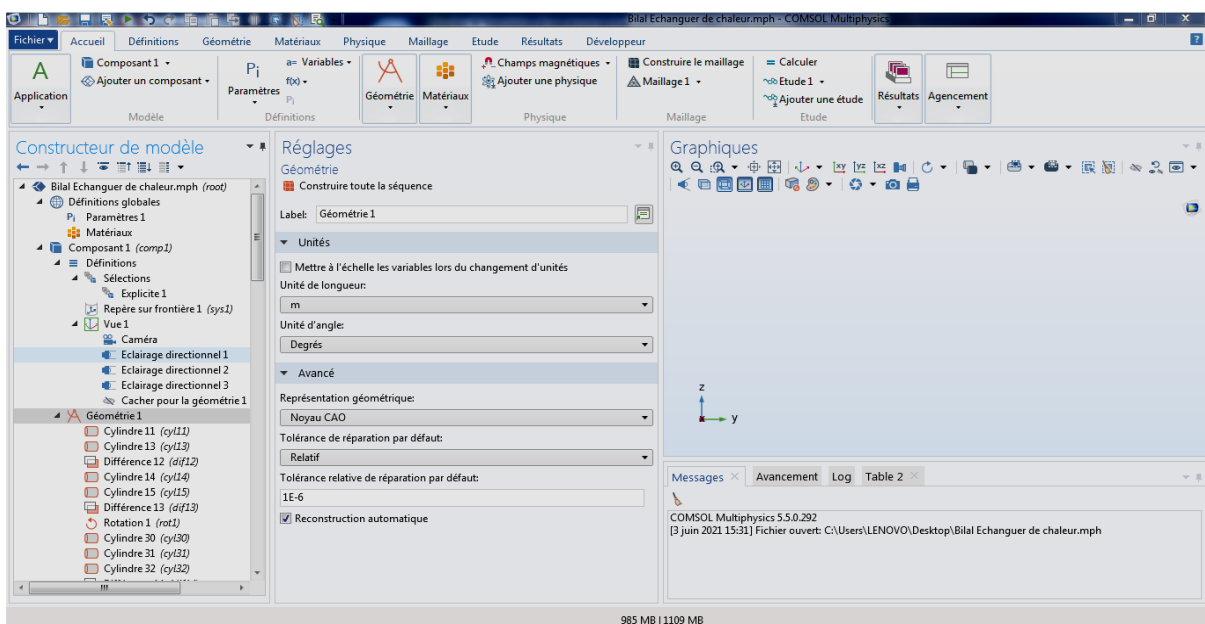 Bilal Echanguer de chaleur.mph - COMSOL Multiphysics
Fichier Accueil Définitions Géométrie Matériaux Physique Maillage Etude Résultats Développeur
Application
Composant 1
Ajouter un composant
Modèle
Pi
Paramètres
a= Variables
f(x)
Pi
Définitions
Géométrie
Matériaux
Champs magnétiques
Ajouter une physique
Physique
Construire le maillage
Maillage 1
Maillage
= Calculer
Etude 1
Ajouter une étude
Etude
Résultats
Agencement
Constructeur de modèle
Bilal Echanguer de chaleur.mph (root)
Définitions globales
Pi Paramètres 1
Matériaux
Composant 1 (comp1)
Définitions
Sélections
Explicite 1
Repère sur frontière 1 (sys1)
Vue 1
Caméra
Eclairage directionnel 1
Eclairage directionnel 2
Eclairage directionnel 3
Cacher pour la géométrie 1
Géométrie 1
Cylindre 11 (cyl11)
Cylindre 13 (cyl13)
Différence 12 (dif12)
Cylindre 14 (cyl14)
Cylindre 15 (cyl15)
Différence 13 (dif13)
Rotation 1 (rot1)
Cylindre 30 (cyl30)
Cylindre 31 (cyl31)
Cylindre 32 (cyl32)
Réglages
Géométrie
Construire toute la séquence
Label: Géométrie 1
Unités
Mettre à l'échelle les variables lors du changement d'unités
Unité de longueur:
m
Unité d'angle:
Degrés
Avancé
Représentation géométrique:
Noyau CAO
Tolérance de réparation par défaut:
Relatif
Tolérance relative de réparation par défaut:
1E-6
Reconstruction automatique
Graphiques
xy yz xz
z
y
Messages Avancement Log Table 2
COMSOL Multiphysics 5.5.0.292
[3 juin 2021 15:31] Fichier ouvert: C:\Users\LENOVO\Desktop\Bilal Echanguer de chaleur.mph
985 MB | 1109 MB